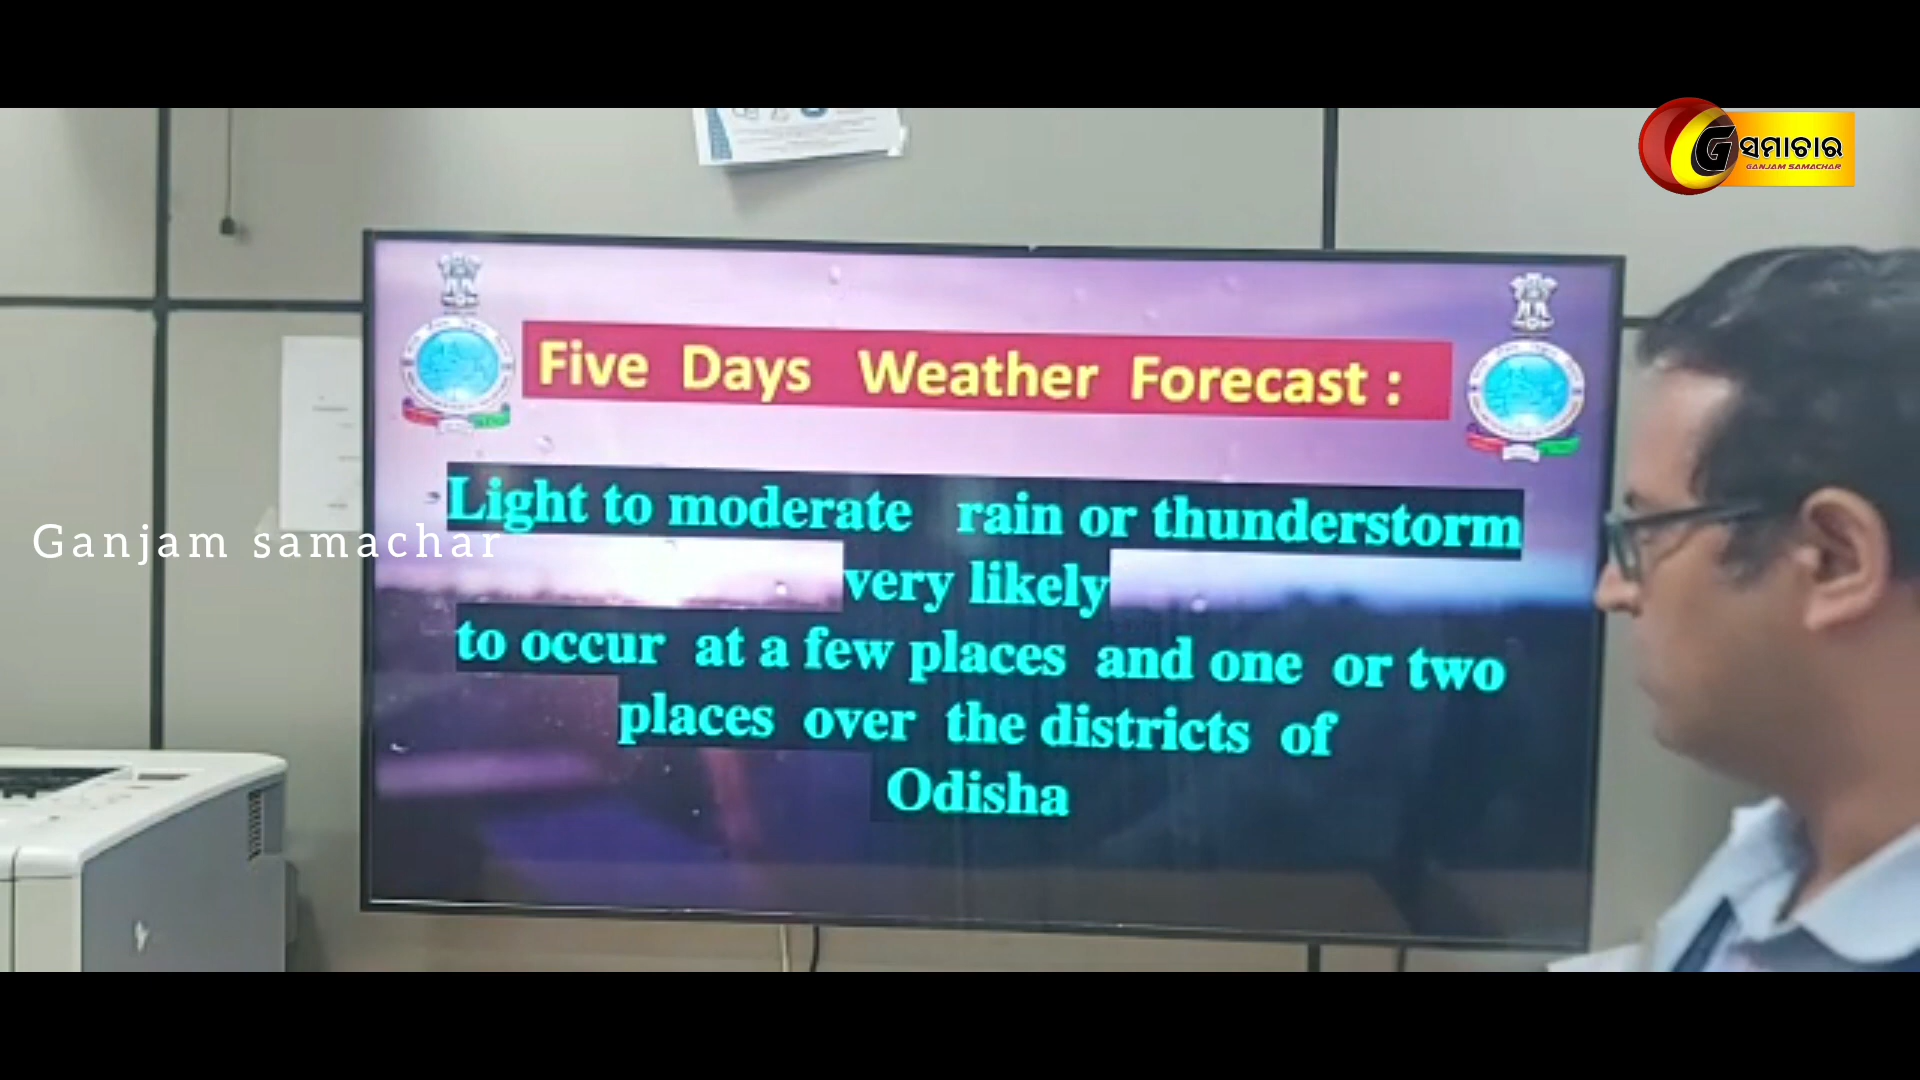 ସମାଚାର
GANJAM SAMACHAR
Five Days Weather Forecast :
Light to moderate rain or thunderstorm
Ganjam samachar
very likely
to occur at a few places and one or two
places over the districts of
Odisha